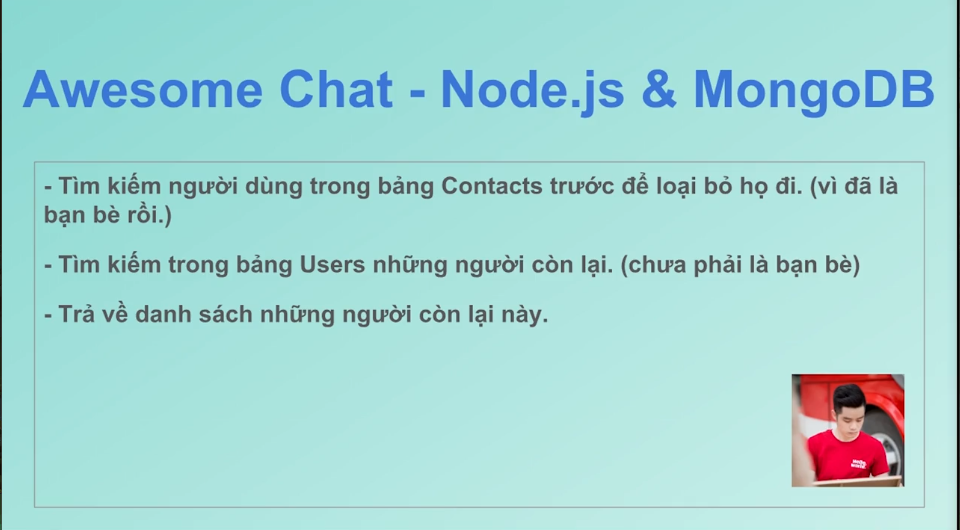 Awesome Chat - Node.js & MongoDB
- Tìm kiếm người dùng trong bảng Contacts trước để loại bỏ họ đi. (vì đã là
bạn bè rồi.)
- Tìm kiếm trong bảng Users những người còn lại. (chưa phải là bạn bè)
- Trả về danh sách những người còn lại này.